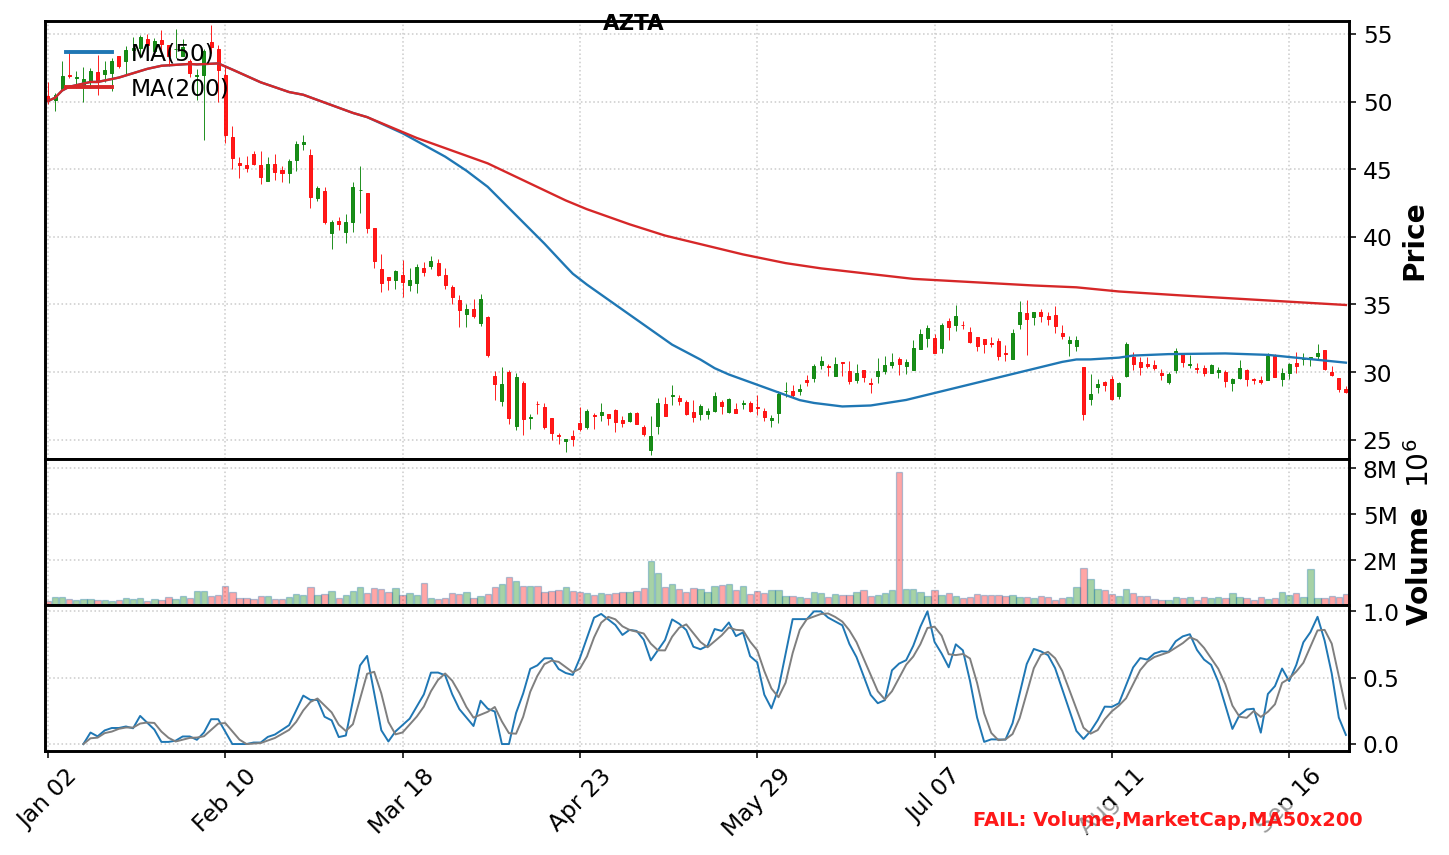 AZTA
MA(50)
MA(200)
55
50
45
40
35
30
25
Price
8M
5M
2M
Volume 10^6
1.0
0.5
0.0
Jan 02
Feb 10
Mar 18
Apr 23
May 29
Jul 07
Aug 11
Sep 16
FAIL: Volume,MarketCap,MA50x200